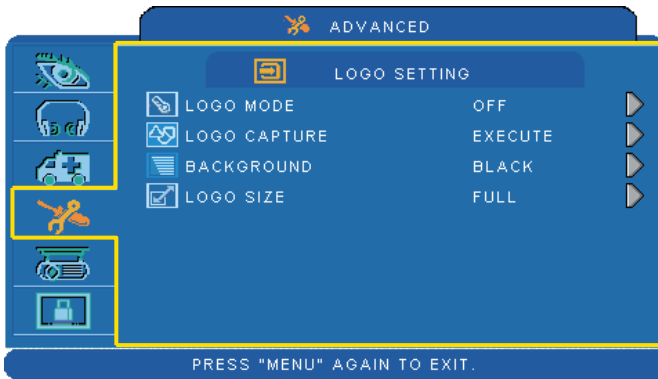 ADVANCED
LOGO SETTING
LOGO MODE OFF
LOGO CAPTURE EXECUTE
BACKGROUND BLACK
LOGO SIZE FULL
PRESS "MENU" AGAIN TO EXIT.